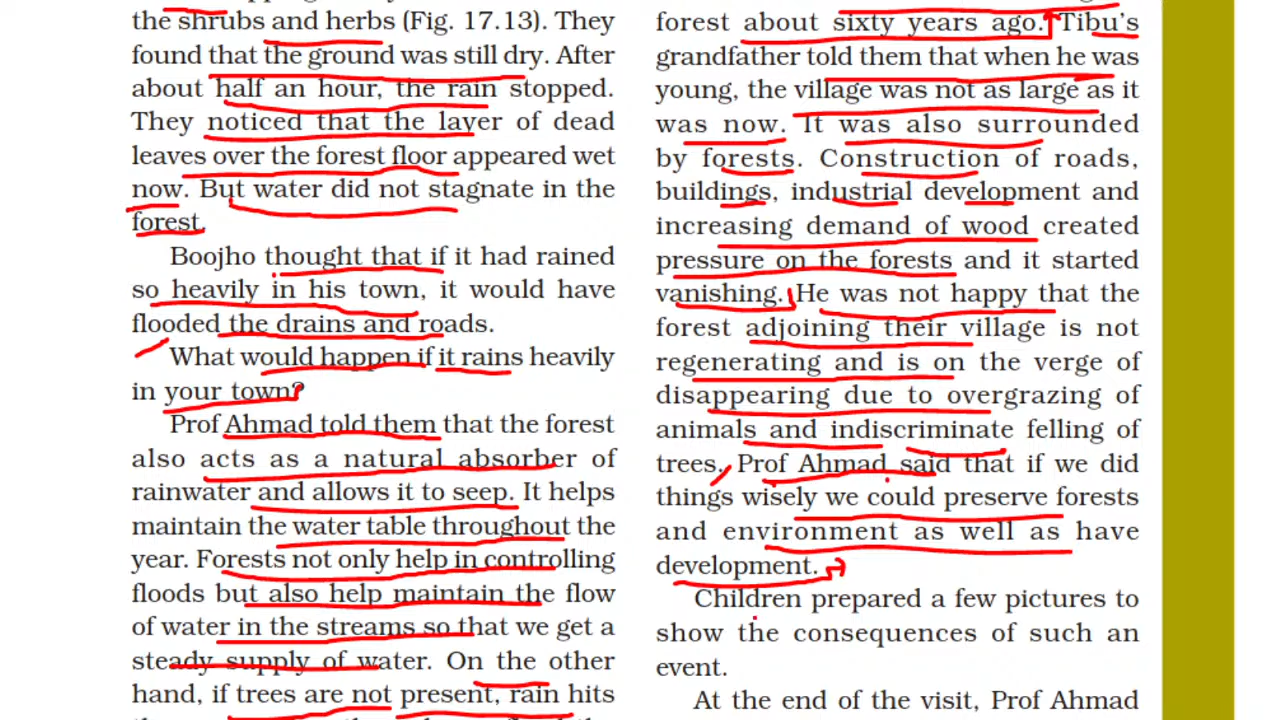 the shrubs and herbs (Fig. 17.13). They
found that the ground was still dry. After
about half an hour, the rain stopped.
They noticed that the layer of dead
leaves over the forest floor appeared wet
now. But water did not stagnate in the
forest.
Boojho thought that if it had rained
so heavily in his town, it would have
flooded the drains and roads.
What would happen if it rains heavily
in your town?
Prof Ahmad told them that the forest
also acts as a natural absorber of
rainwater and allows it to seep. It helps
maintain the water table throughout the
year. Forests not only help in controlling
floods but also help maintain the flow
of water in the streams so that we get a
steady supply of water. On the other
hand, if trees are not present, rain hits
forest about sixty years ago. Tibu’s
grandfather told them that when he was
young, the village was not as large as it
was now. It was also surrounded
by forests. Construction of roads,
buildings, industrial development and
increasing demand of wood created
pressure on the forests and it started
vanishing. He was not happy that the
forest adjoining their village is not
regenerating and is on the verge of
disappearing due to overgrazing of
animals and indiscriminate felling of
trees. Prof Ahmad said that if we did
things wisely we could preserve forests
and environment as well as have
development.
Children prepared a few pictures to
show the consequences of such an
event.
At the end of the visit, Prof Ahmad